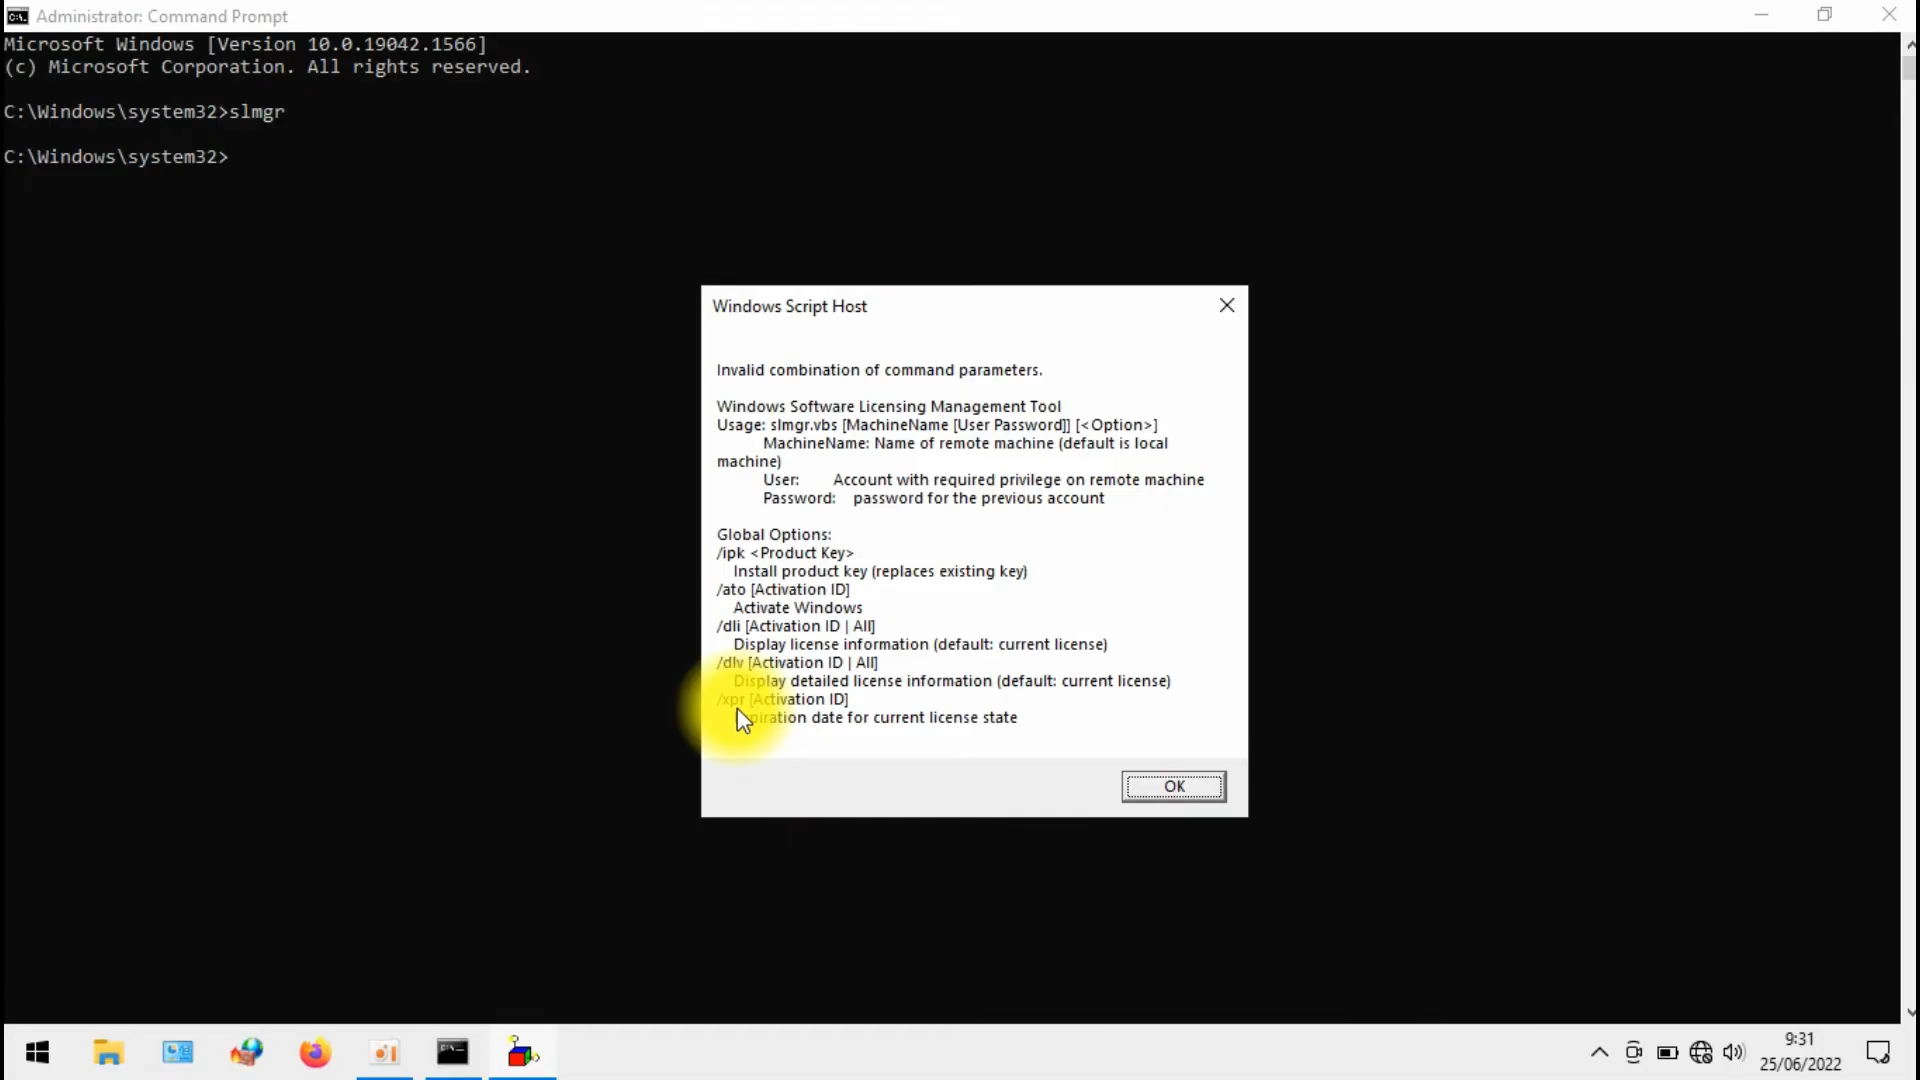 Administrator: Command Prompt
Microsoft Windows [Version 10.0.19042.1566]
(c) Microsoft Corporation. All rights reserved.
C:\Windows\system32>slmgr
C:\Windows\system32>
Windows Script Host
Invalid combination of command parameters.
Windows Software Licensing Management Tool
Usage: slmgr.vbs [MachineName [User Password]] [<Option>]
MachineName: Name of remote machine (default is local
machine)
User: Account with required privilege on remote machine
Password: password for the previous account
Global Options:
/ipk <Product Key>
Install product key (replaces existing key)
/ato [Activation ID]
Activate Windows
/dli [Activation ID | All]
Display license information (default: current license)
/dlv [Activation ID | All]
Display detailed license information (default: current license)
/xpr [Activation ID]
date for current license state
OK
9:31
25/06/2022